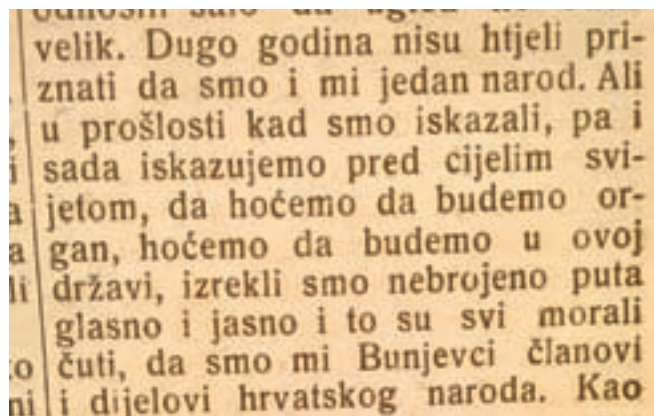 velik. Dugo godina nisu htjeli pri-
znati da smo i mi jedan narod. Ali
u prošlosti kad smo iskazali, pa i
sada iskazujemo pred cijelim svi-
jetom, da hoćemo da budemo or-
gan, hoćemo da budemo u ovoj
državi, izrekli smo nebrojeno puta
glasno i jasno i to su svi morali
čuti, da smo mi Bunjevci članovi
i dijelovi hrvatskog naroda. Kao